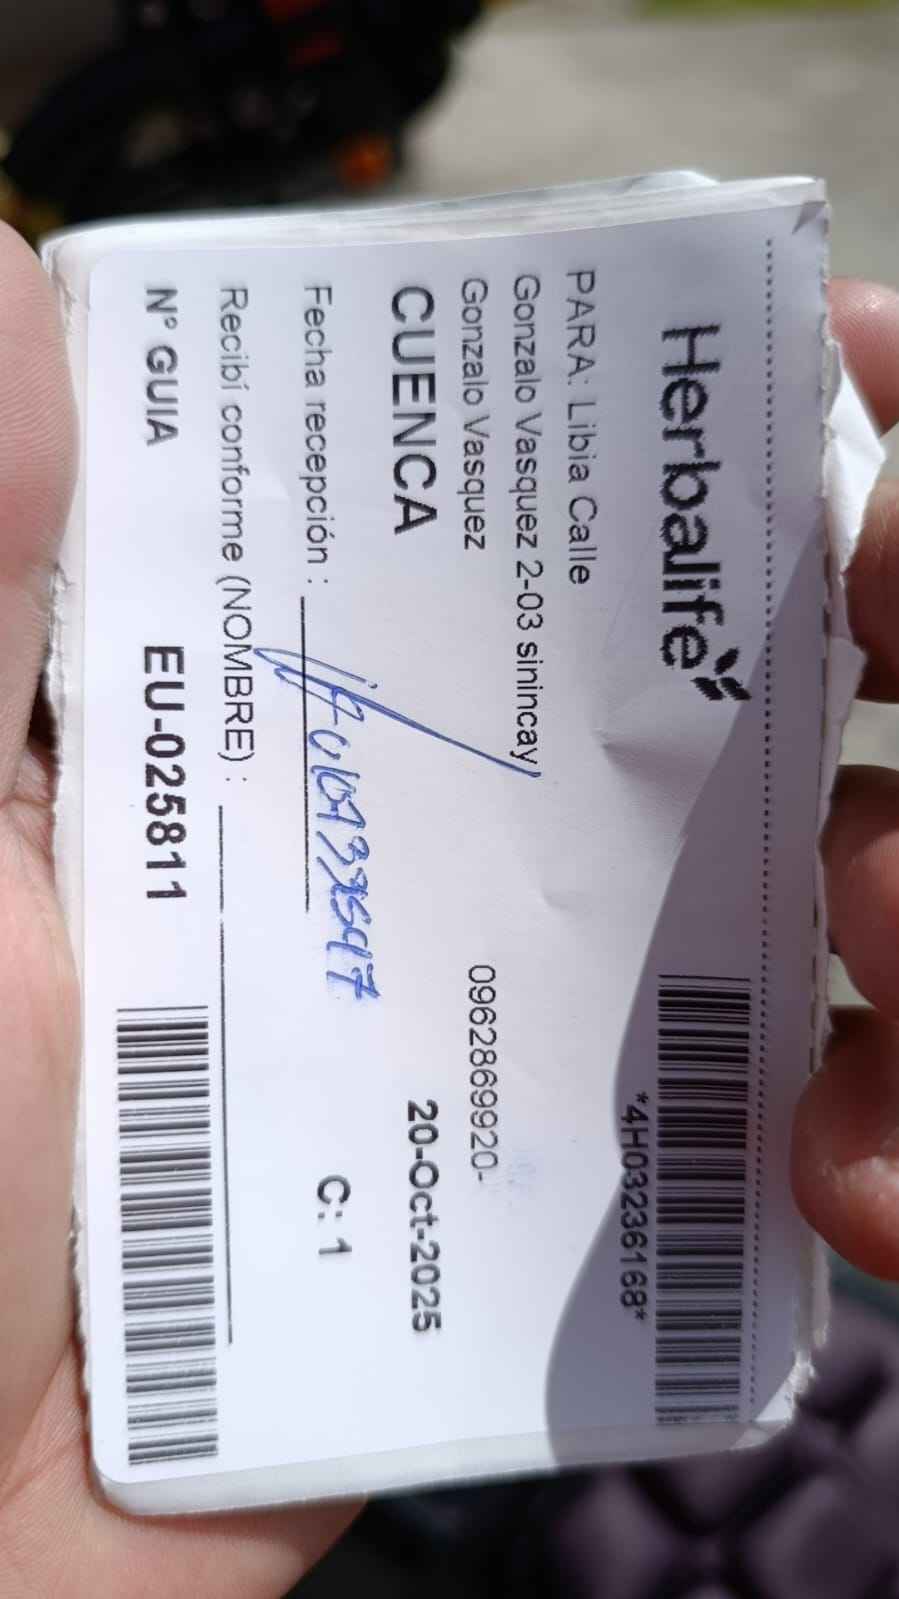 Herbalife
*4H03236168*
PARA: Libia Calle
Gonzalo Vasquez 2-03 sinincay
Gonzalo Vasquez 0962869920-
CUENCA 20-Oct-2025
Fecha recepción :
C: 1
Recibí conforme (NOMBRE) :
N° GUIA EU-025811